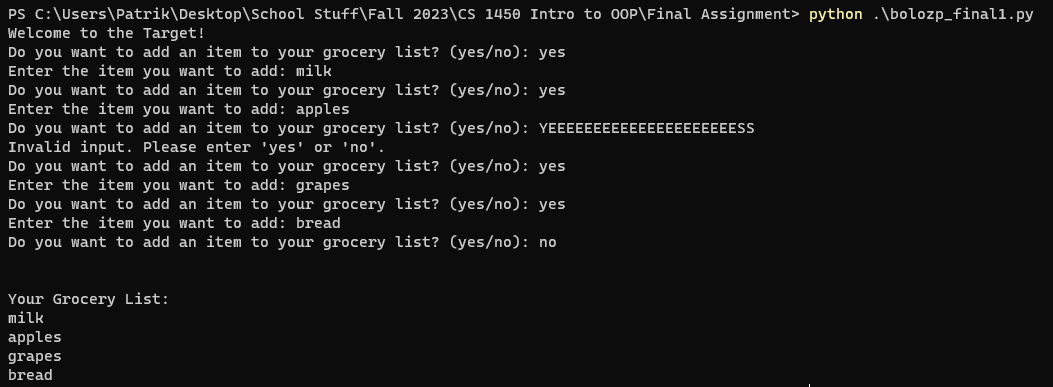 PS C:\Users\Patrik\Desktop\School Stuff\Fall 2023\CS 1450 Intro to OOP\Final Assignment> python .\bolozp_final1.py
Welcome to the Target!
Do you want to add an item to your grocery list? (yes/no): yes
Enter the item you want to add: milk
Do you want to add an item to your grocery list? (yes/no): yes
Enter the item you want to add: apples
Do you want to add an item to your grocery list? (yes/no): YEEEEEEEEEEEEEEEEEEEEESS
Invalid input. Please enter 'yes' or 'no'.
Do you want to add an item to your grocery list? (yes/no): yes
Enter the item you want to add: grapes
Do you want to add an item to your grocery list? (yes/no): yes
Enter the item you want to add: bread
Do you want to add an item to your grocery list? (yes/no): no
Your Grocery List:
milk
apples
grapes
bread